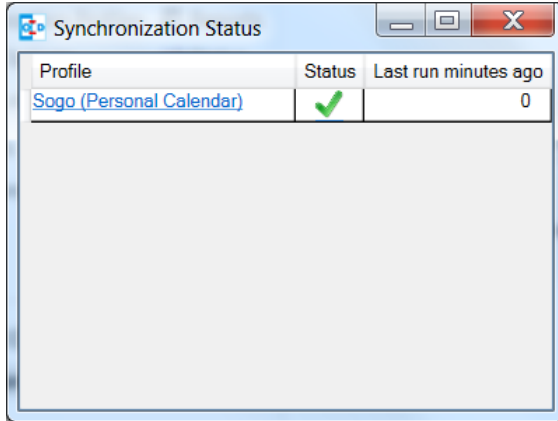 Synchronization Status
Profile Status Last run minutes ago
Sogo (Personal Calendar) 0